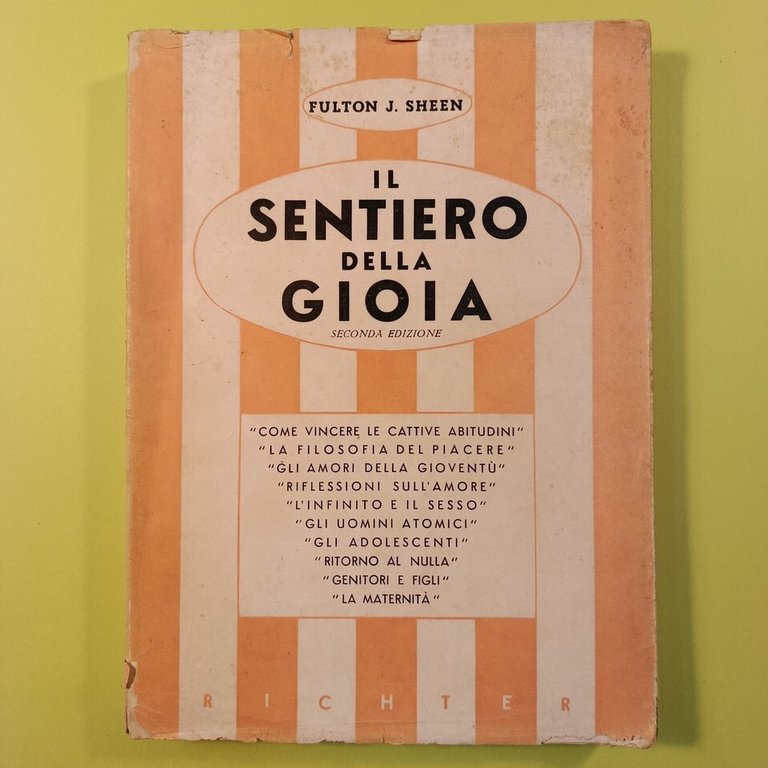 FULTON J. SHEEN
IL
SENTIERO
DELLA
GIOIA
SECONDA EDIZIONE
"COME VINCERE LE CATTIVE ABITUDINI"
"LA FILOSOFIA DEL PIACERE"
"GLI AMORI DELLA GIOVENTÙ"
"RIFLESSIONI SULL'AMORE"
"L'INFINITO E IL SESSO"
"GLI UOMINI ATOMICI"
"GLI ADOLESCENTI"
"RITORNO AL NULLA"
"GENITORI E FIGLI"
"LA MATERNITÀ"
RICHTER